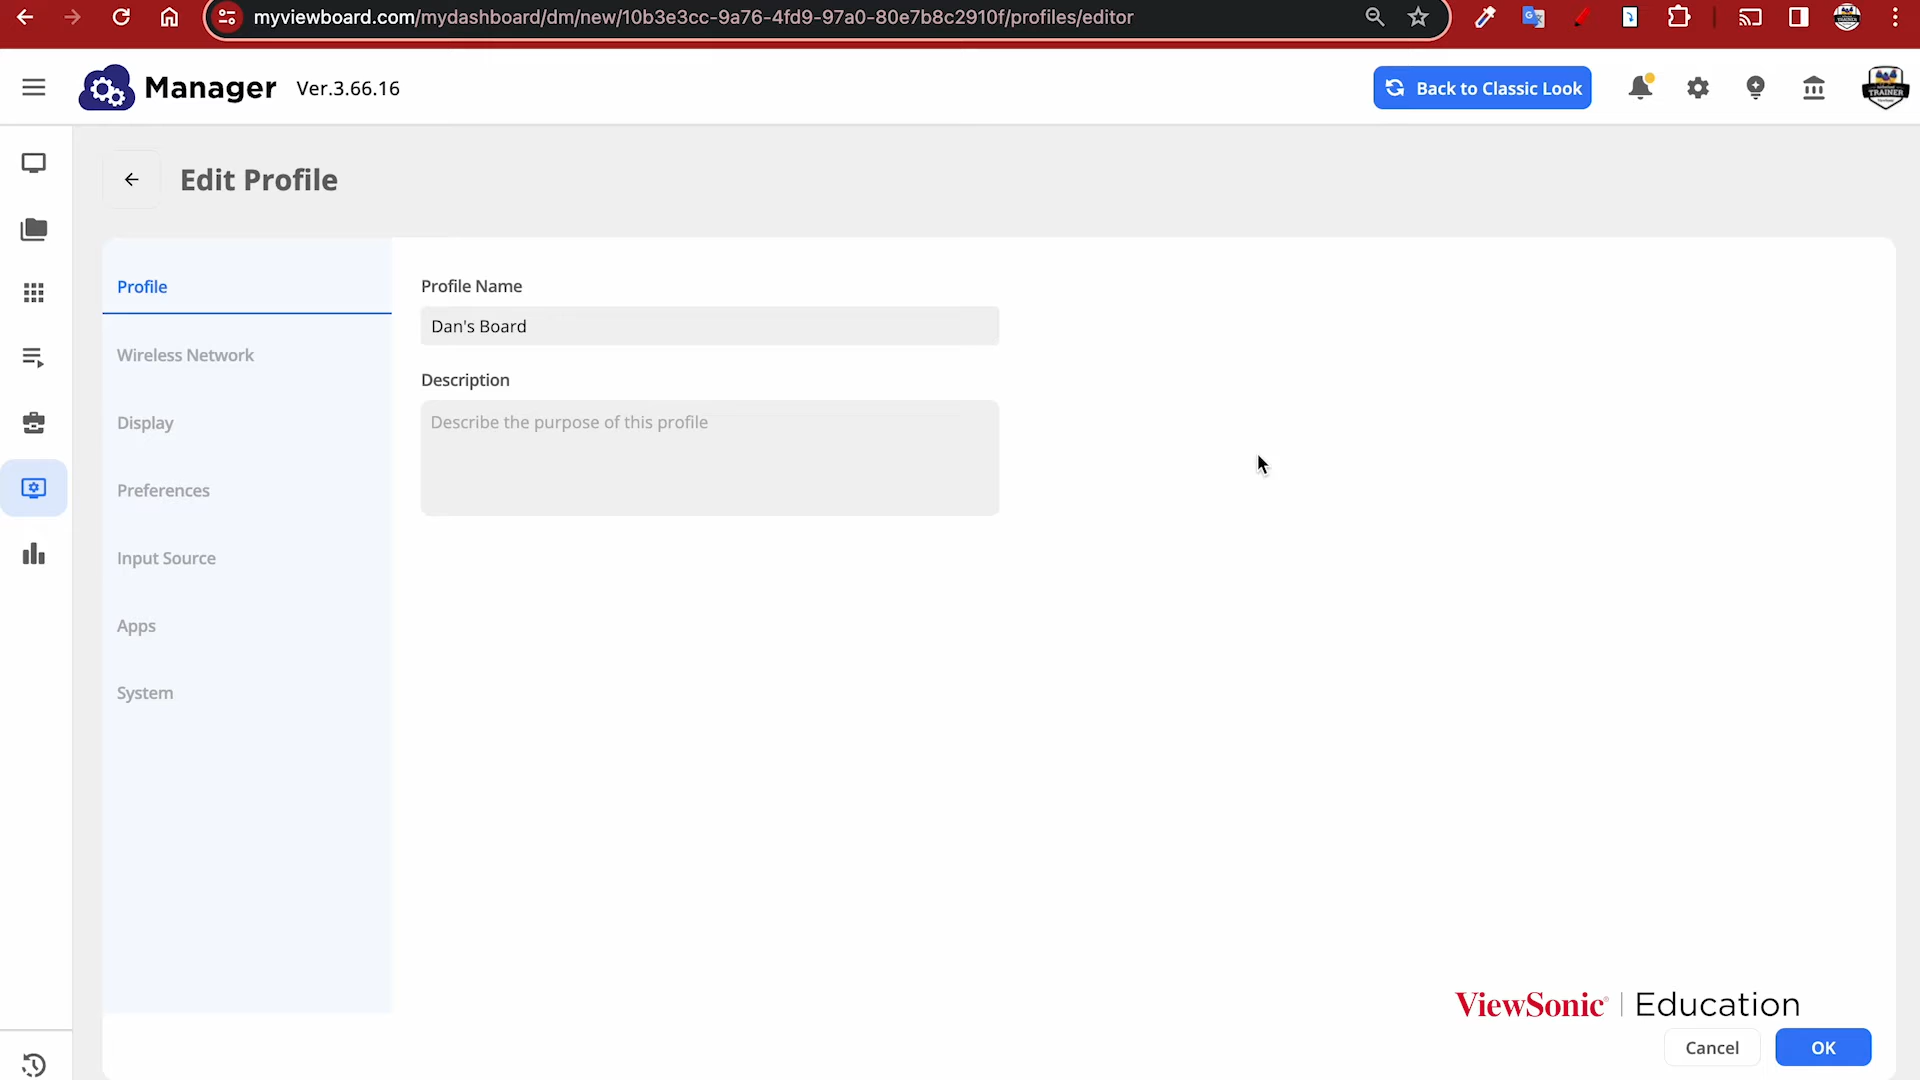 myviewboard.com/mydashboard/dm/new/10b3e3cc-9a76-4fd9-97a0-80e7b8c2910f/profiles/editor
Manager Ver.3.66.16
Back to Classic Look
TRAINER
Edit Profile
Profile
Wireless Network
Display
Preferences
Input Source
Apps
System
Profile Name
Dan's Board
Description
Describe the purpose of this profile
ViewSonic® | Education
Cancel
OK